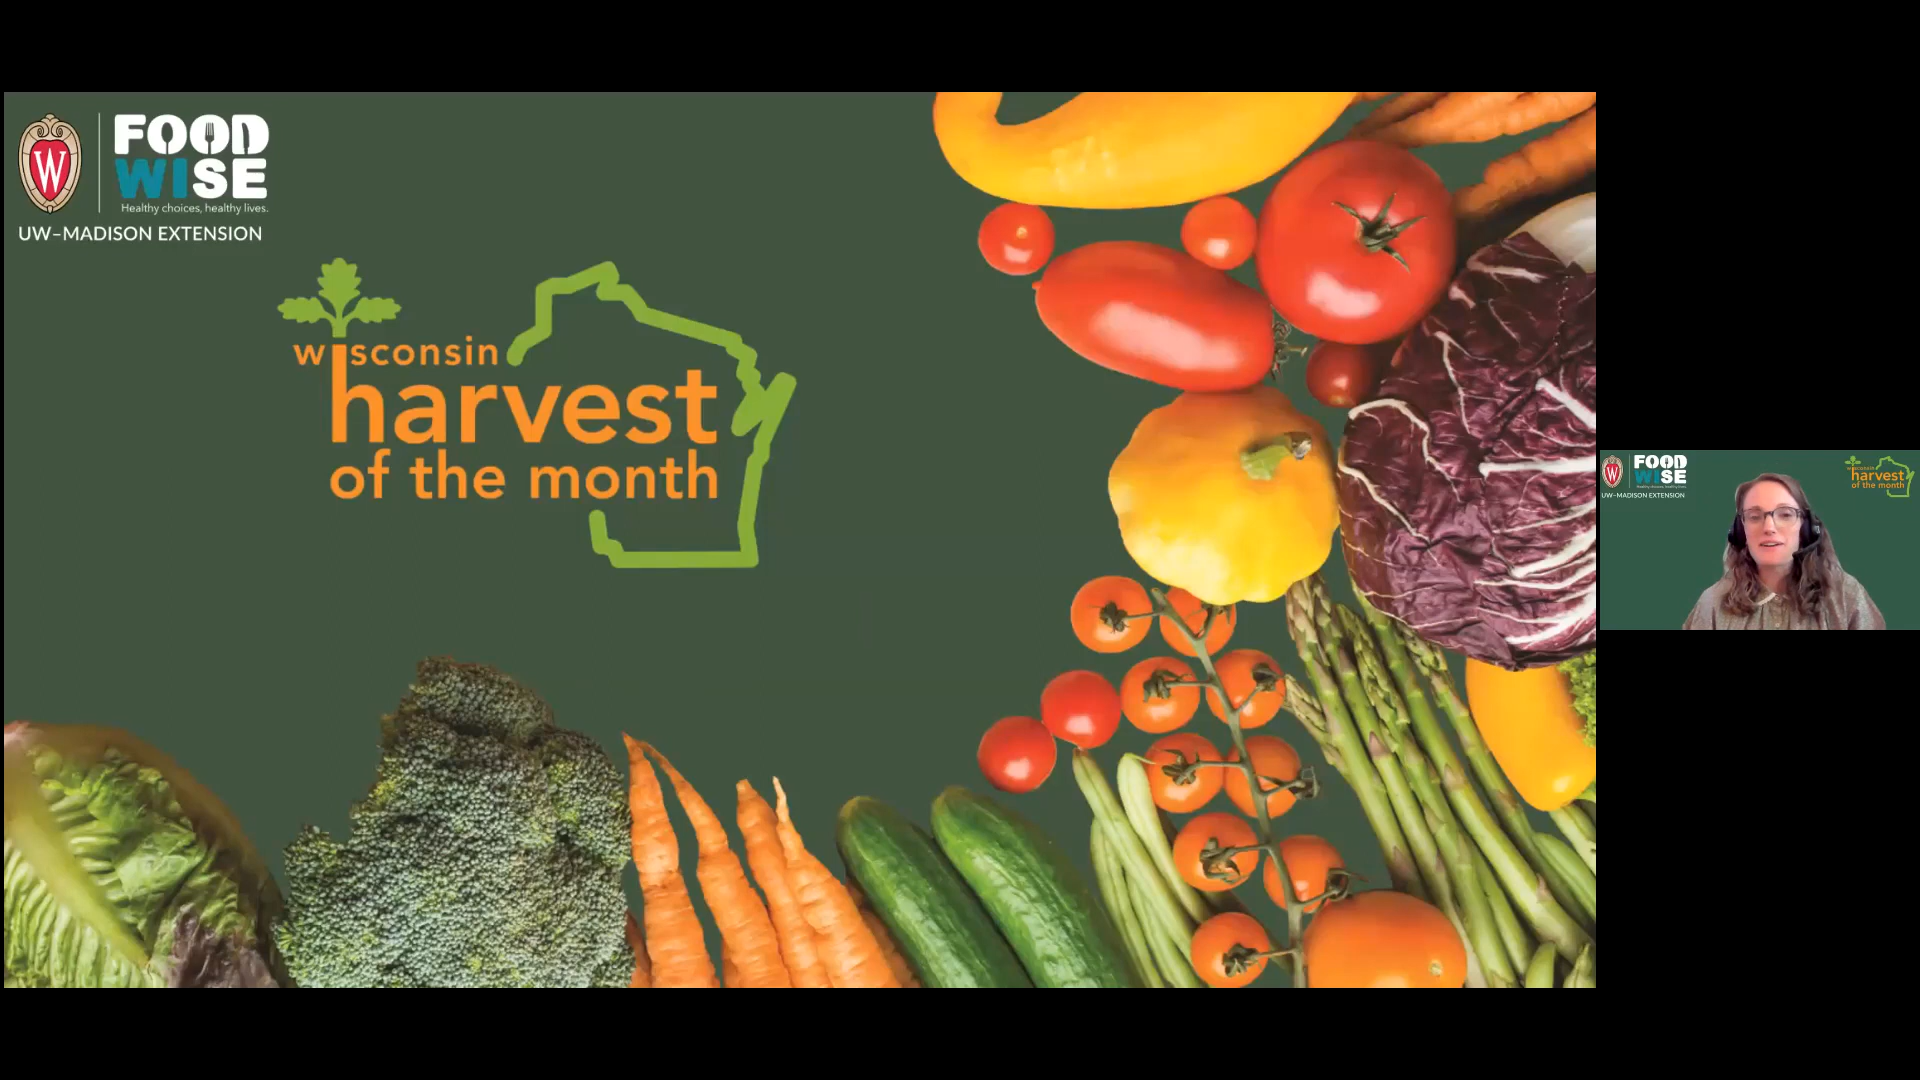 W
FOOD
WISE
Healthy choices, healthy lives.
UW-MADISON EXTENSION
wisconsin
harvest
of the month
W
FOOD
WISE
UW-MADISON EXTENSION
wisconsin
harvest
of the month